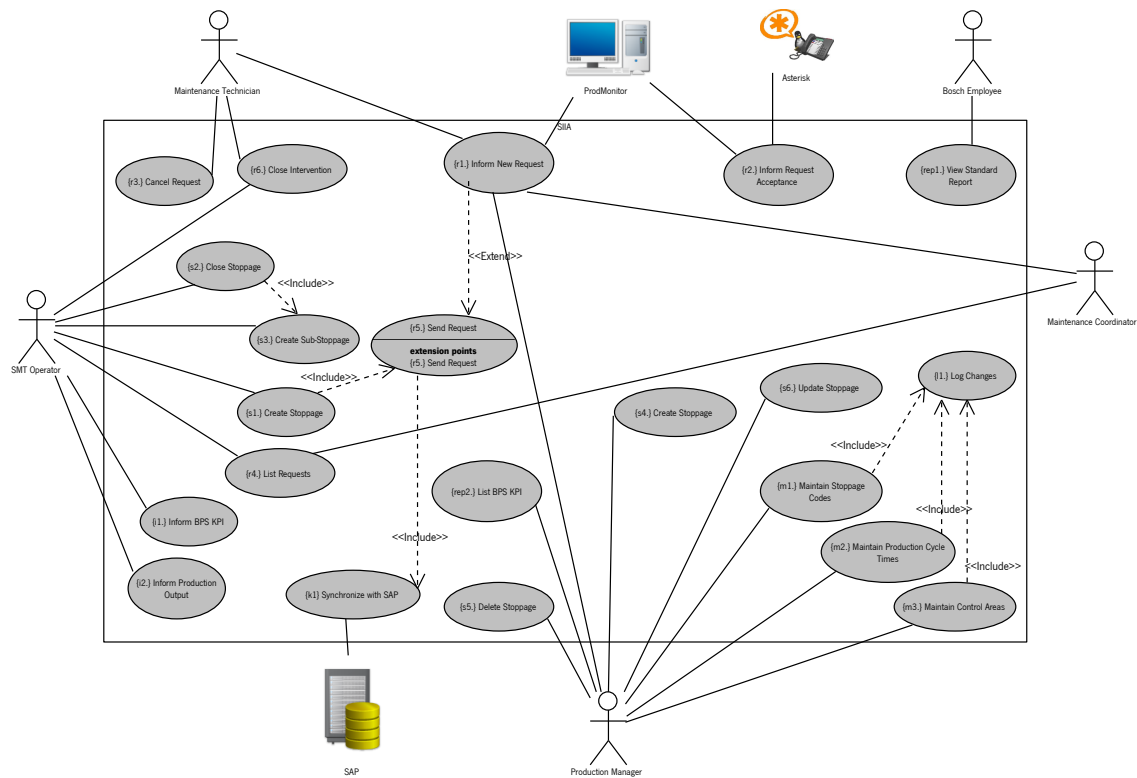 Asterisk
ProdMonitor
Maintenance Technician
Bosch Employee
SIIA
{r1.} Inform New Request
{r6.} Close Intervention
{r3.} Cancel Request
{r2.} Inform Request
Acceptance
{rep1.} View Standard
Report
<<Extend>>
{s2.} Close Stoppage
<<Include>>
Maintenance Coordinator
{r5.} Send Request
{s3.} Create Sub-Stoppage
extension points
{r5.} Send Request
SMT Operator
<<Include>>
{l1.} Log Changes
{s6.} Update Stoppage
{s1.} Create Stoppage
{s4.} Create Stoppage
<<Include>>
{r4.} List Requests
{rep2.} List BPS KPI
{m1.} Maintain Stoppage
Codes
<<Include>>
{i1.} Inform BPS KPI
<<Include>>
{m2.} Maintain Production Cycle
Times
<<Include>>
{i2.} Inform Production
Output
{k1} Synchronize with SAP
{s5.} Delete Stoppage
{m3.} Maintain Control Areas
SAP
Production Manager